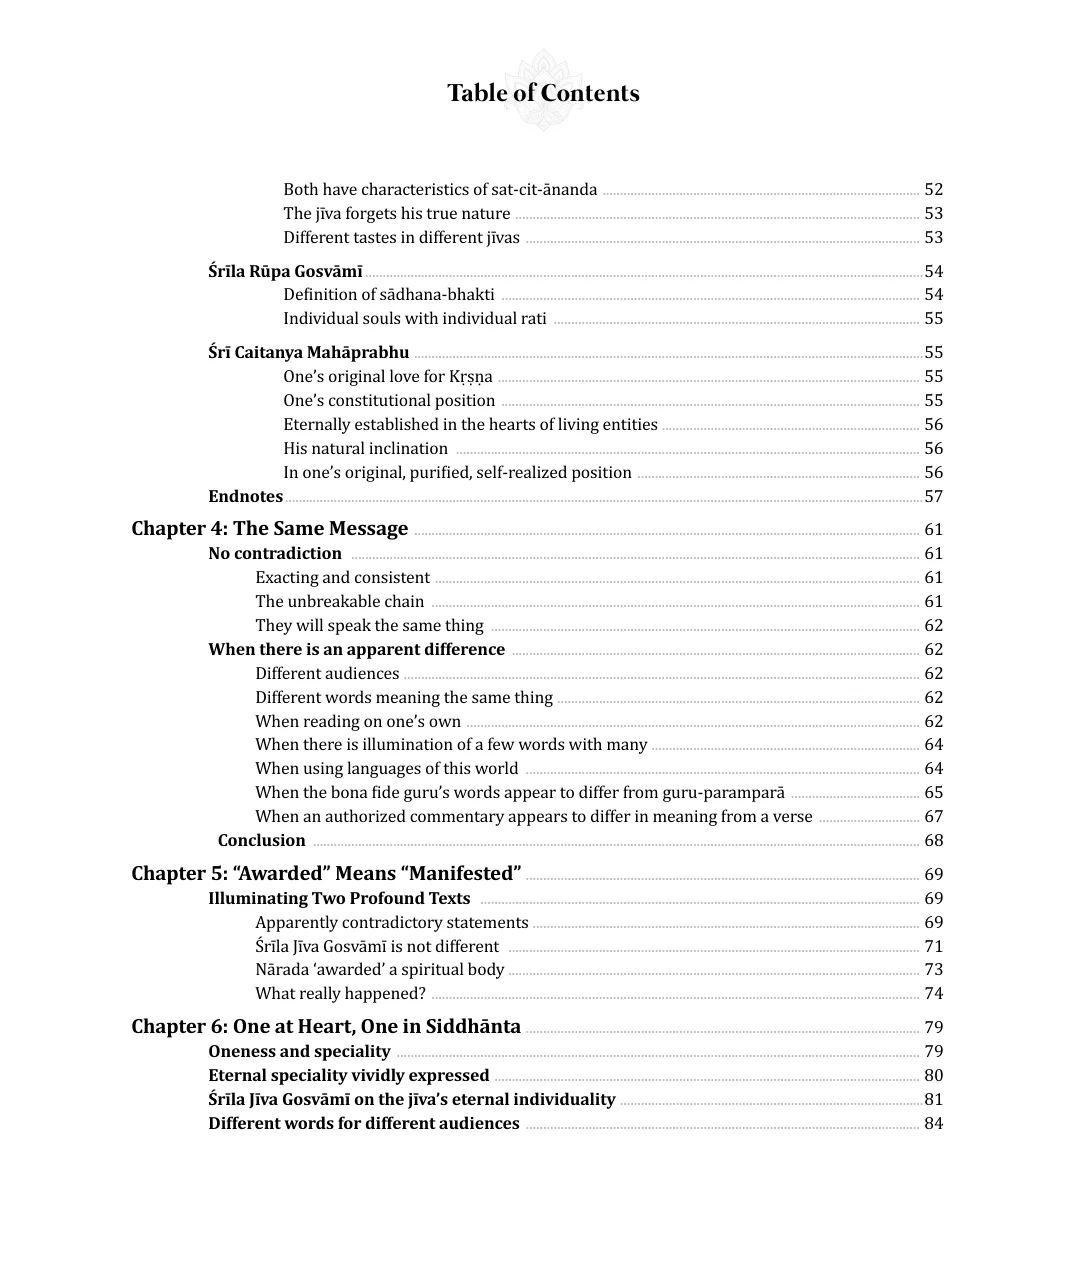 Table of Contents
Both have characteristics of sat-cit-ānanda 52
The jīva forgets his true nature 53
Different tastes in different jīvas 53
Śrīla Rūpa Gosvāmī 54
Definition of sādhana-bhakti 54
Individual souls with individual rati 55
Śrī Caitanya Mahāprabhu 55
One’s original love for Kṛṣṇa 55
One’s constitutional position 55
Eternally established in the hearts of living entities 56
His natural inclination 56
In one’s original, purified, self-realized position 56
Endnotes 57
Chapter 4: The Same Message 61
No contradiction 61
Exacting and consistent 61
The unbreakable chain 61
They will speak the same thing 62
When there is an apparent difference 62
Different audiences 62
Different words meaning the same thing 62
When reading on one’s own 62
When there is illumination of a few words with many 64
When using languages of this world 64
When the bona fide guru’s words appear to differ from guru-paramparā 65
When an authorized commentary appears to differ in meaning from a verse 67
Conclusion 68
Chapter 5: “Awarded” Means “Manifested” 69
Illuminating Two Profound Texts 69
Apparently contradictory statements 69
Śrīla Jīva Gosvāmī is not different 71
Nārada ‘awarded’ a spiritual body 73
What really happened? 74
Chapter 6: One at Heart, One in Siddhānta 79
Oneness and speciality 79
Eternal speciality vividly expressed 80
Śrīla Jīva Gosvāmī on the jīva’s eternal individuality 81
Different words for different audiences 84